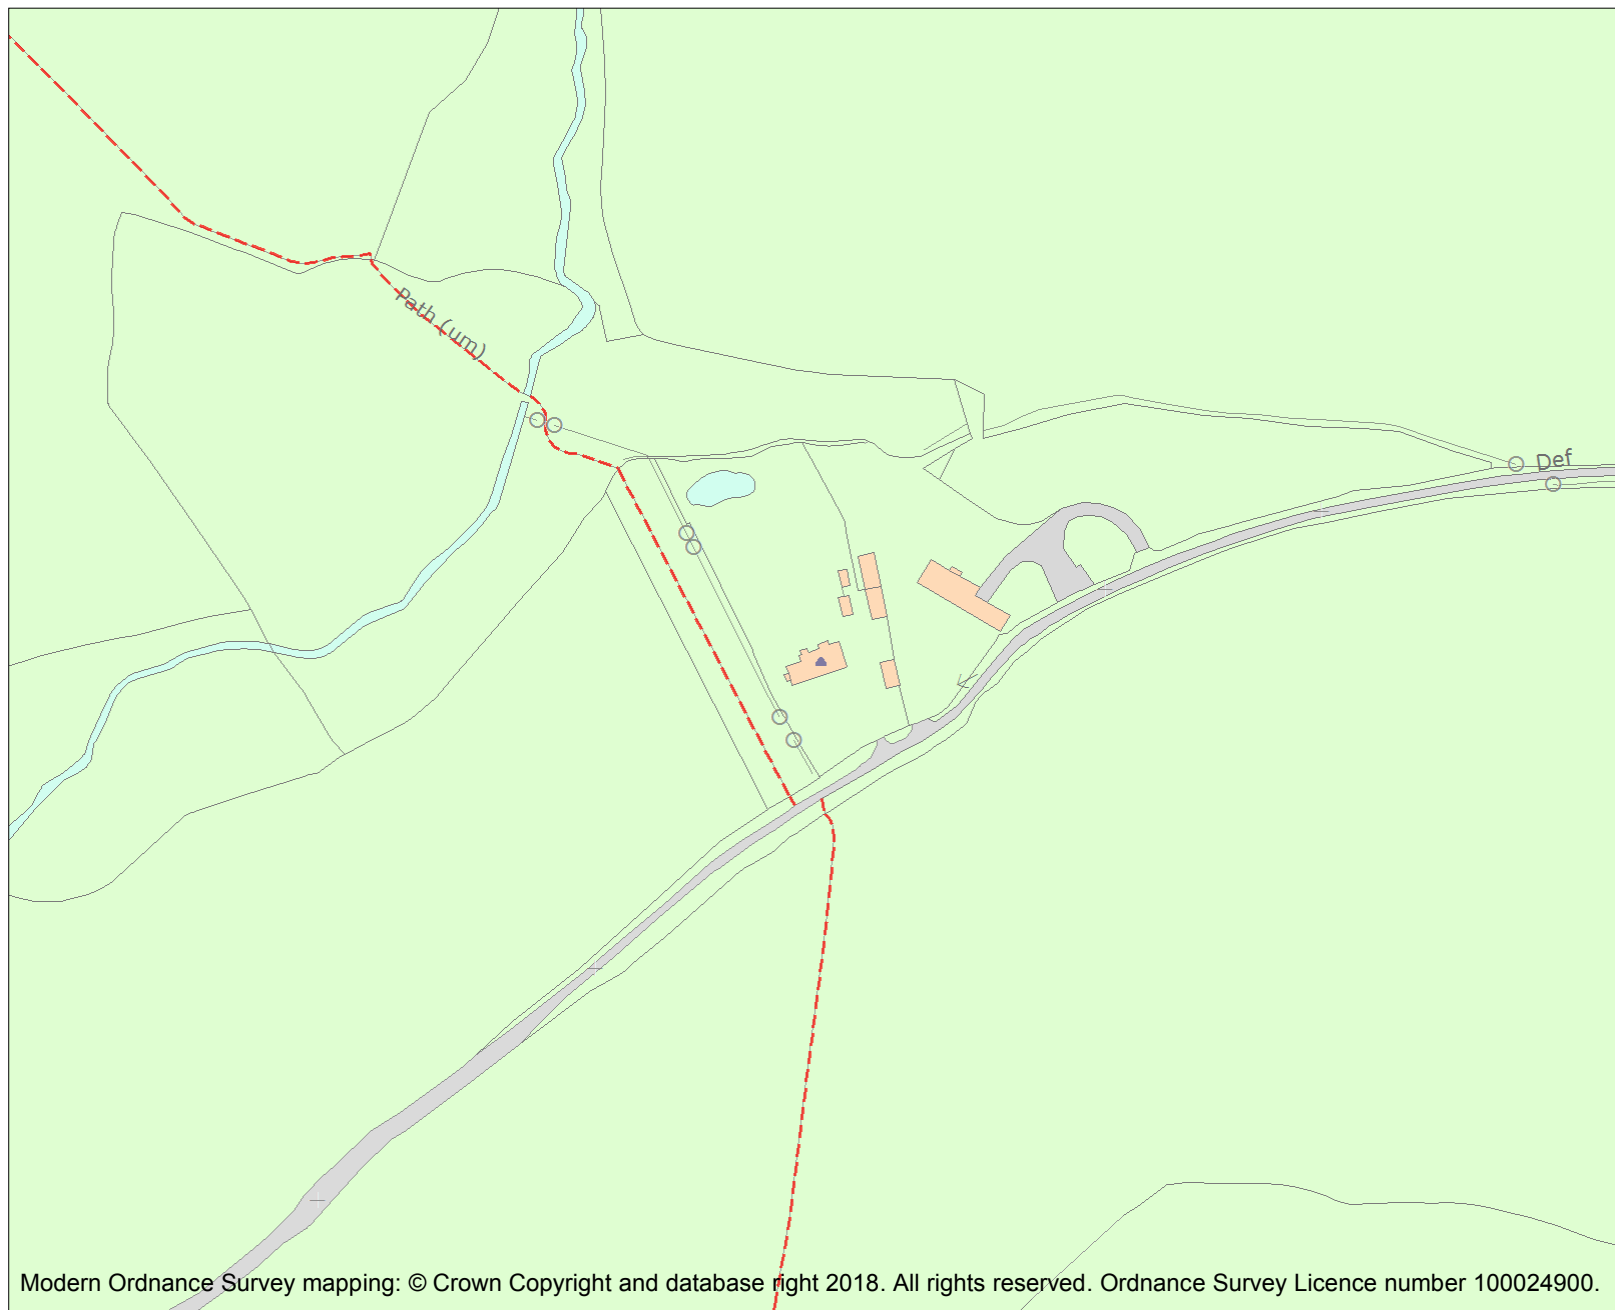 Path (um)
Def
Modern Ordnance Survey mapping: © Crown Copyright and database right 2018. All rights reserved. Ordnance Survey Licence number 100024900.